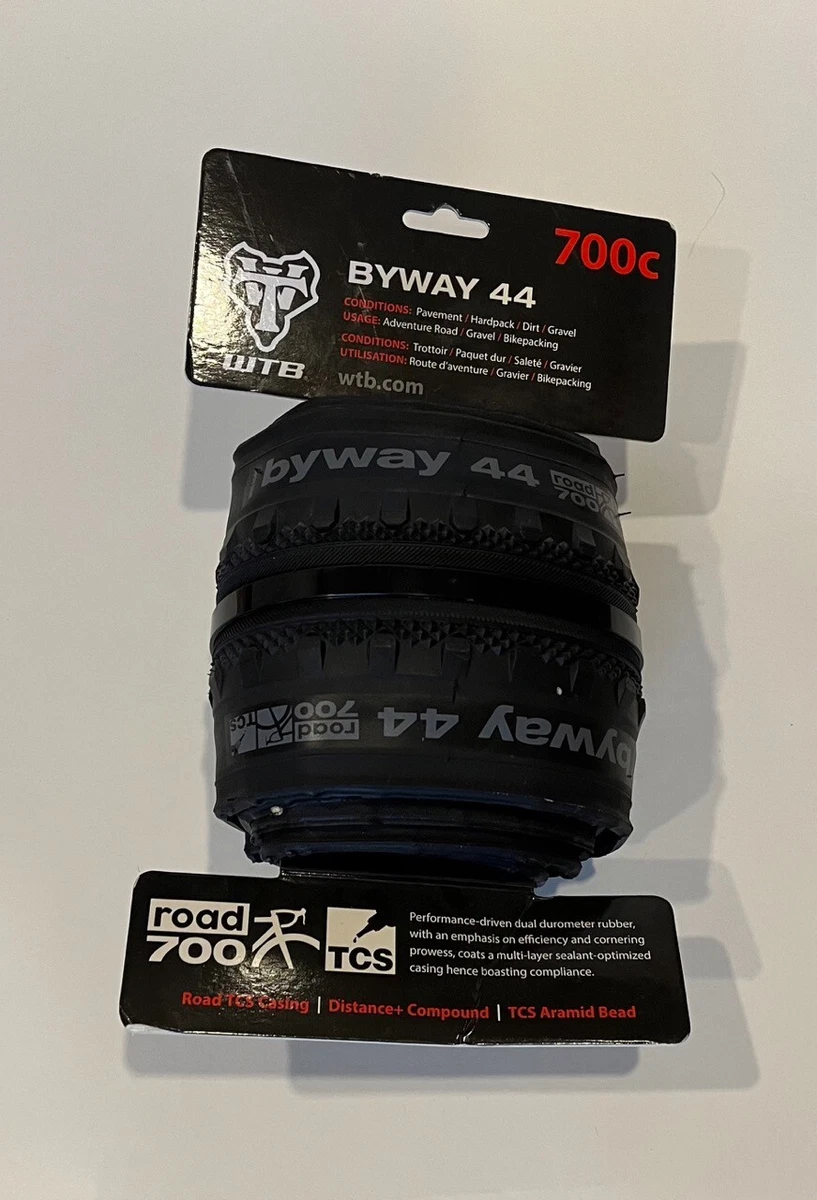 700c
BYWAY 44
CONDITIONS: Pavement / Hardpack / Dirt / Gravel
USAGE: Adventure Road / Gravel / Bikepacking
CONDITIONS: Trottoir / Paquet dur / Saleté / Gravier
UTILISATION: Route d'aventure / Gravier / Bikepacking
WTB
wtb.com
byway 44
road
700
byway 44
road
700
TCS
road
700
TCS
Performance-driven dual durometer rubber,
with an emphasis on efficiency and cornering
prowess, coats a multi-layer sealant-optimized
casing hence boasting compliance.
Road TCS Casing | Distance+ Compound | TCS Aramid Bead